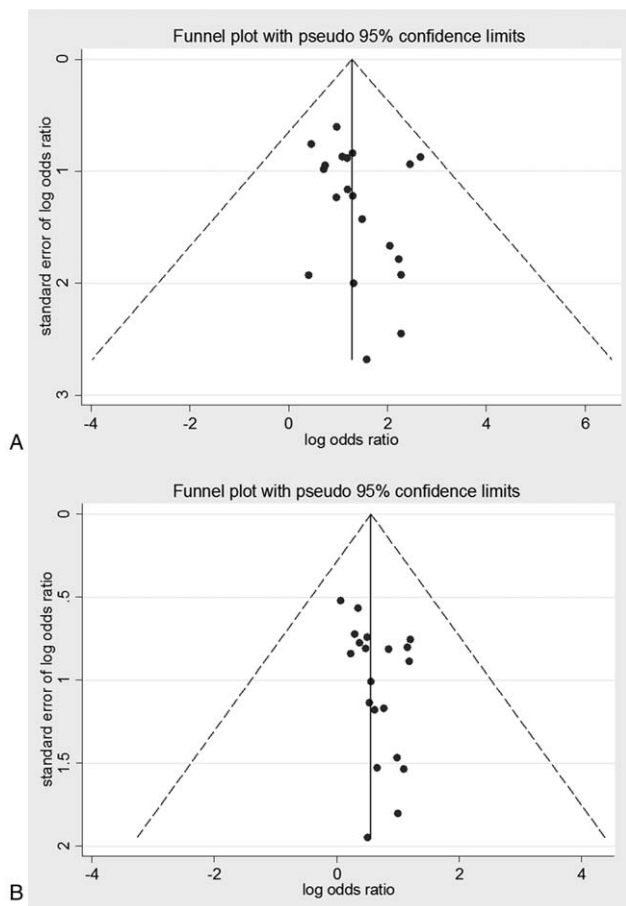 Funnel plot with pseudo 95% confidence limits
0
1
2
3
standard error of log odds ratio
-4
-2
0
2
4
6
log odds ratio
A
Funnel plot with pseudo 95% confidence limits
0
.5
1
1.5
2
standard error of log odds ratio
-4
-2
0
2
4
log odds ratio
B